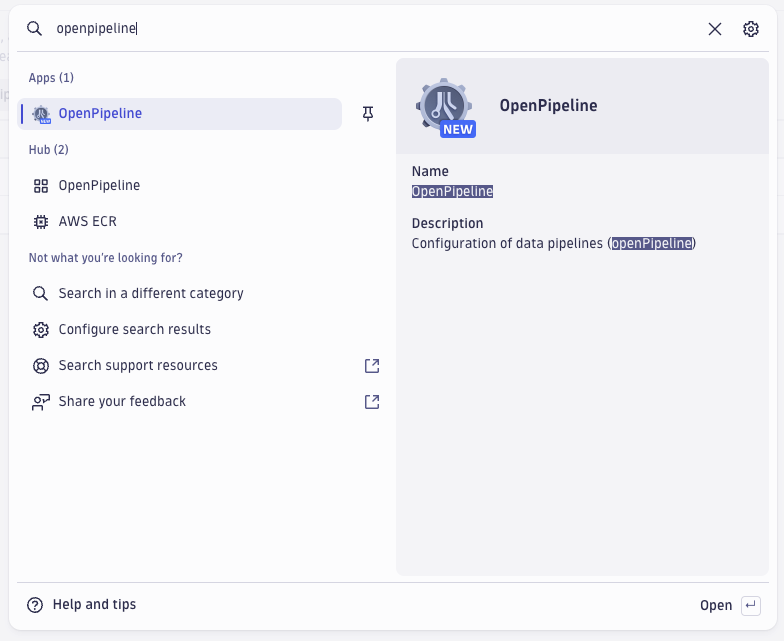 openpipeline
Apps (1)
OpenPipeline
Hub (2)
OpenPipeline
AWS ECR
Not what you're looking for?
Search in a different category
Configure search results
Search support resources
Share your feedback
NEW
OpenPipeline
Name
OpenPipeline
Description
Configuration of data pipelines (openPipeline)
Help and tips
Open